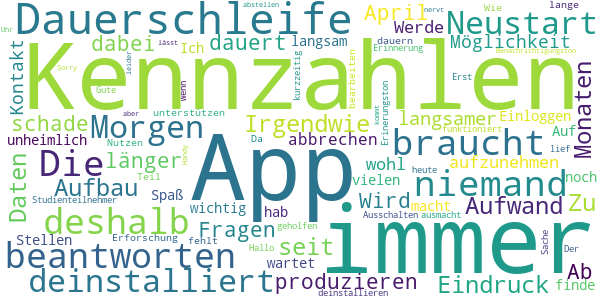 Dauerschleife
April
Neustart
abstellen
nervt
Wie
lange
Uhr
lässt
dabei
dauert
langsam
Werde
Möglichkeit
Ich
dauern
Erinnerung
Benachrichtigungston
Kontakt
Kennzahlen
leider
kurzzeitig
wenn
bearbeiten
Erst
Sorry
Gute
Monaten
schade
Morgen
unterstützen
Irgendwie
langsamer
Einloggen
Auf
unheimlich
aber
abbrechen
Erinerungston
funktioniert
Die
länger
Nutzen
Da
App
braucht
lief
Daten
Teil
Handy
wohl
kommt
aufzunehmen
noch
Aufbau
Spaß
vielen
heute
niemand
Studienteilnehmer
wichtig
hab
Wird
macht
Aufwand
Zu
deshalb
Fragen
geholfen
Ausschalten
ausmacht
immer
Sache
Stellen
Erforschung
fehlt
seit
Hallo
Der
beantworten
wartet
Ab
deinstalliert
produzieren
Eindruck
finde
deinstallieren